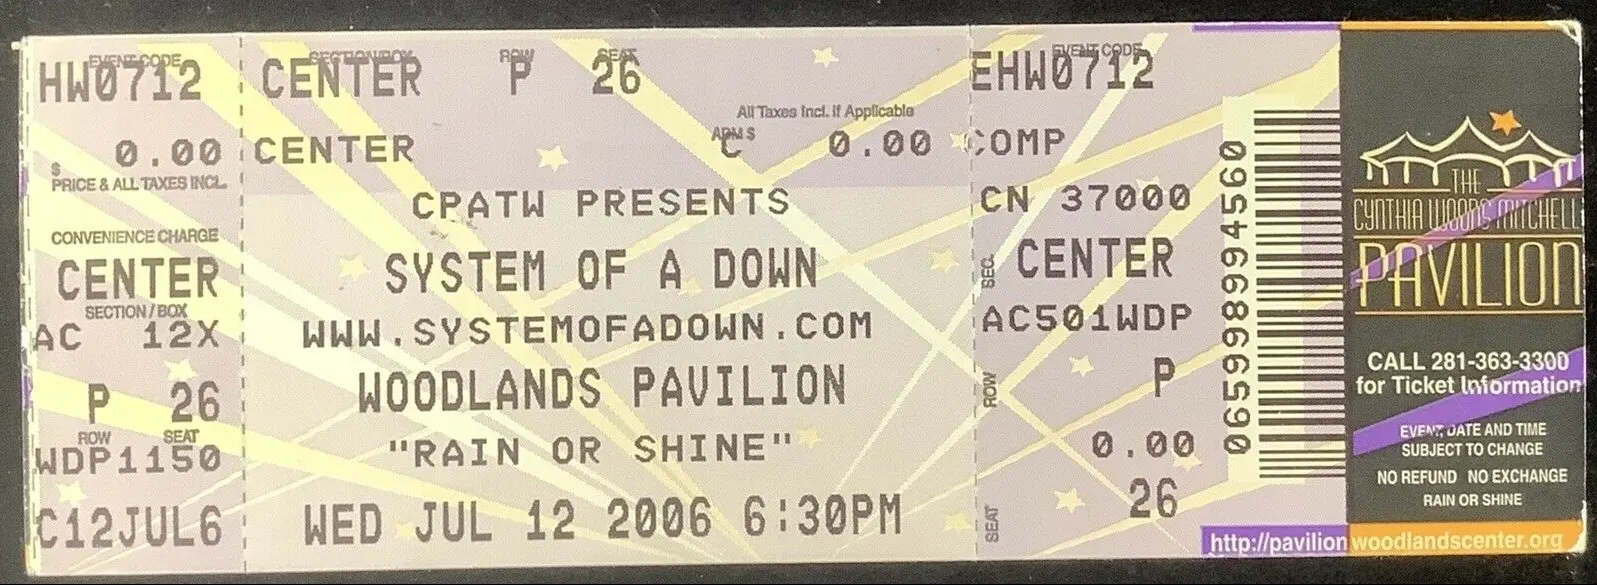 EVENT CODE
HW0712
$ 0.00
PRICE & ALL TAXES INCL.
CONVENIENCE CHARGE
CENTER
SECTION/BOX
AC 12X
P 26
ROW SEAT
WDP1150
C12JUL6
SECTION/BOX ROW SEAT
CENTER P 26
All Taxes Incl. If Applicable
CENTER ADM $ C 0.00
CPATW PRESENTS
SYSTEM OF A DOWN
WWW.SYSTEMOFADOWN.COM
WOODLANDS PAVILION
"RAIN OR SHINE"
WED JUL 12 2006 6:30PM
EVENT CODE
EHW0712
COMP
CN 37000
SEC. CENTER
AC501WDP
ROW P
0.00
SEAT 26
0659998994560
THE
CYNTHIA WOODS MITCHELL
PAVILION
CALL 281-363-3300
for Ticket Information
EVENT DATE AND TIME
SUBJECT TO CHANGE
NO REFUND NO EXCHANGE
RAIN OR SHINE
http://pavilion.woodlandscenter.org